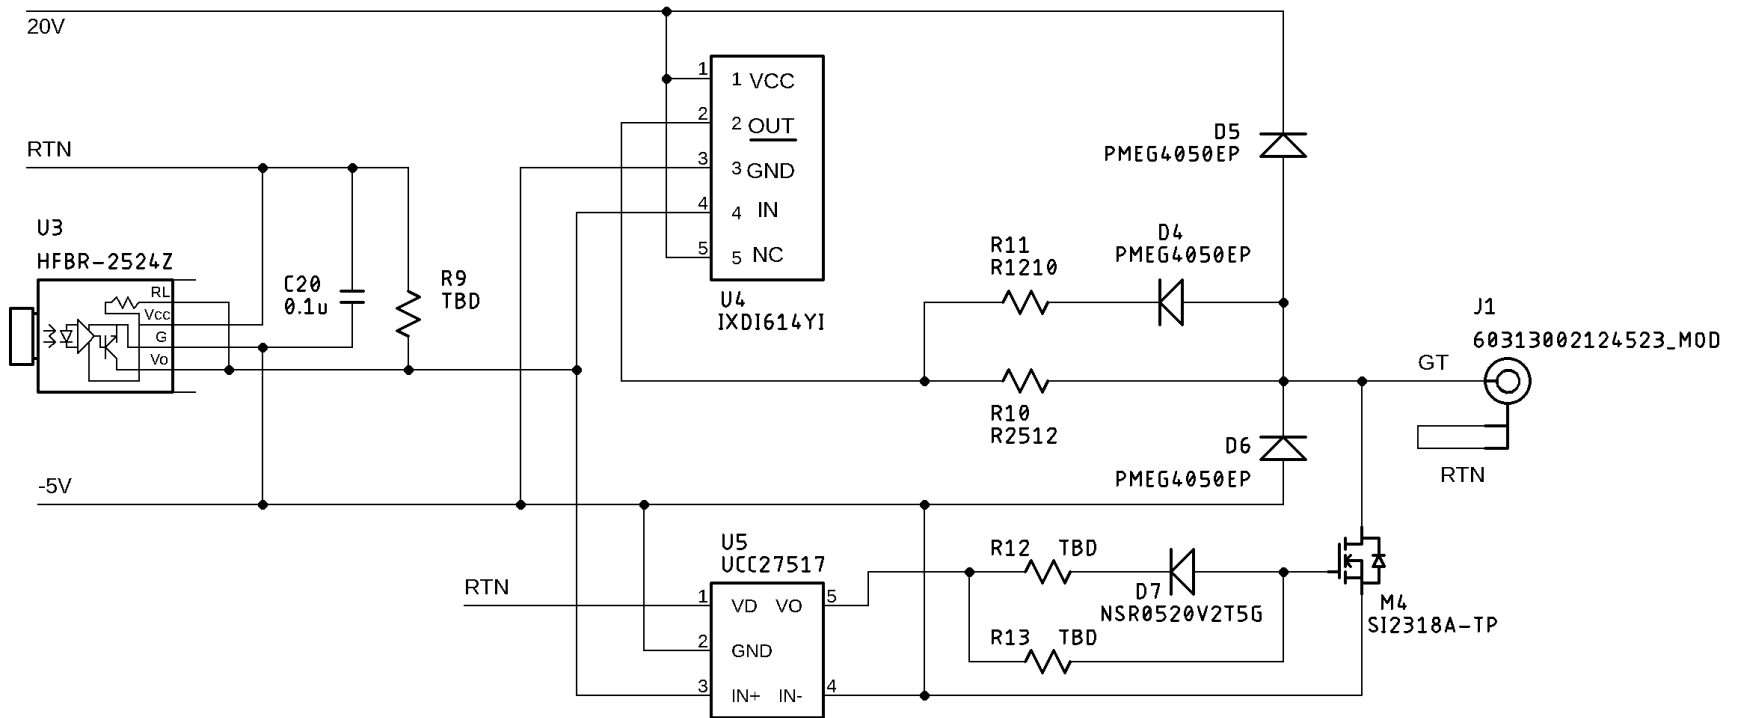 20V
1
1 VCC
2
2 OUT
3
3 GND
4
4 IN
5
5 NC
U4
IXDI614YI
RTN
U3
HFBR-2524Z
RL
Vcc
G
Vo
C20
0.1u
R9
TBD
D5
PMEG4050EP
D4
PMEG4050EP
R11
R1210
R10
R2512
D6
PMEG4050EP
J1
60313002124523_MOD
GT
RTN
-5V
U5
UCC27517
RTN
1
VD VO
5
2
GND
3
IN+ IN-
4
R12 TBD
D7
NSR0520V2T5G
R13 TBD
M4
SI2318A-TP